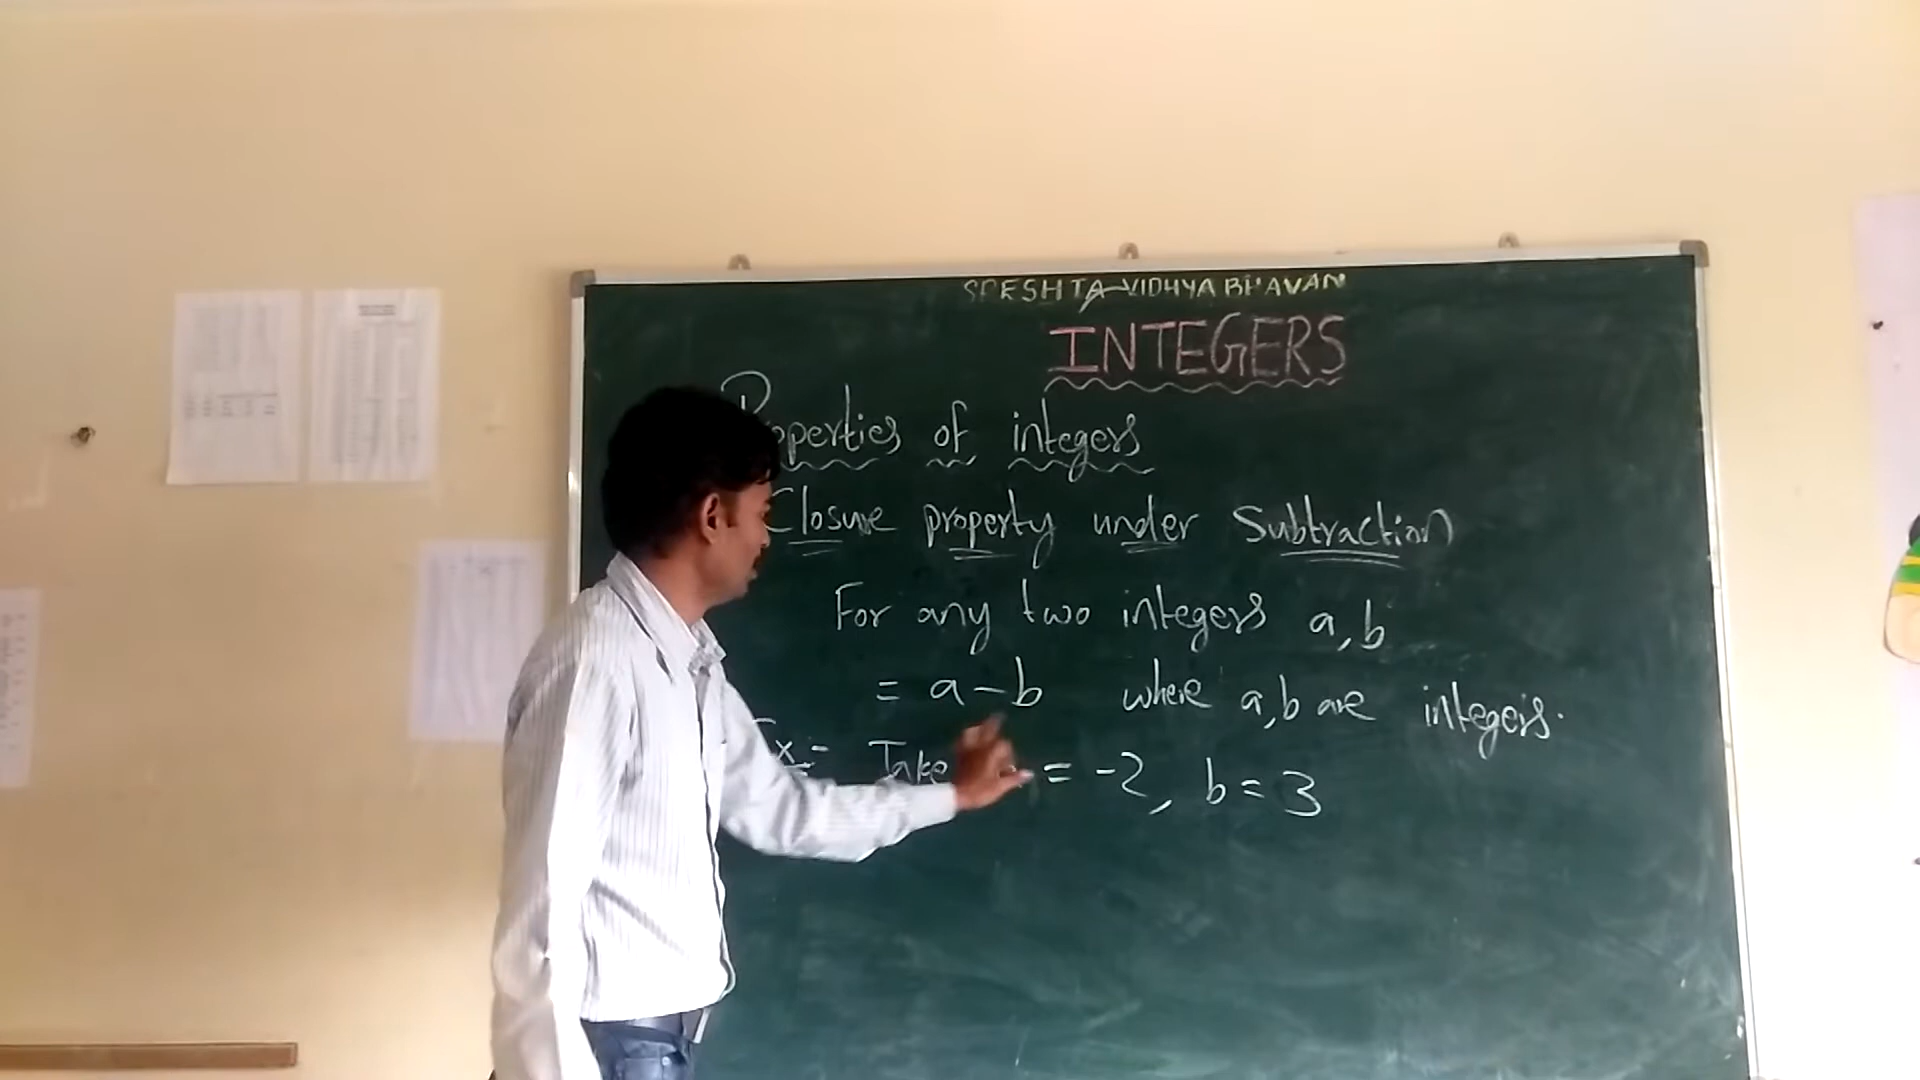 SRESHTA VIDHYA BHAVAN
INTEGERS
Properties of integers
Closure property under Subtraction
For any two integers a, b
= a - b where a, b are integers.
Ex:- Take = -2, b = 3